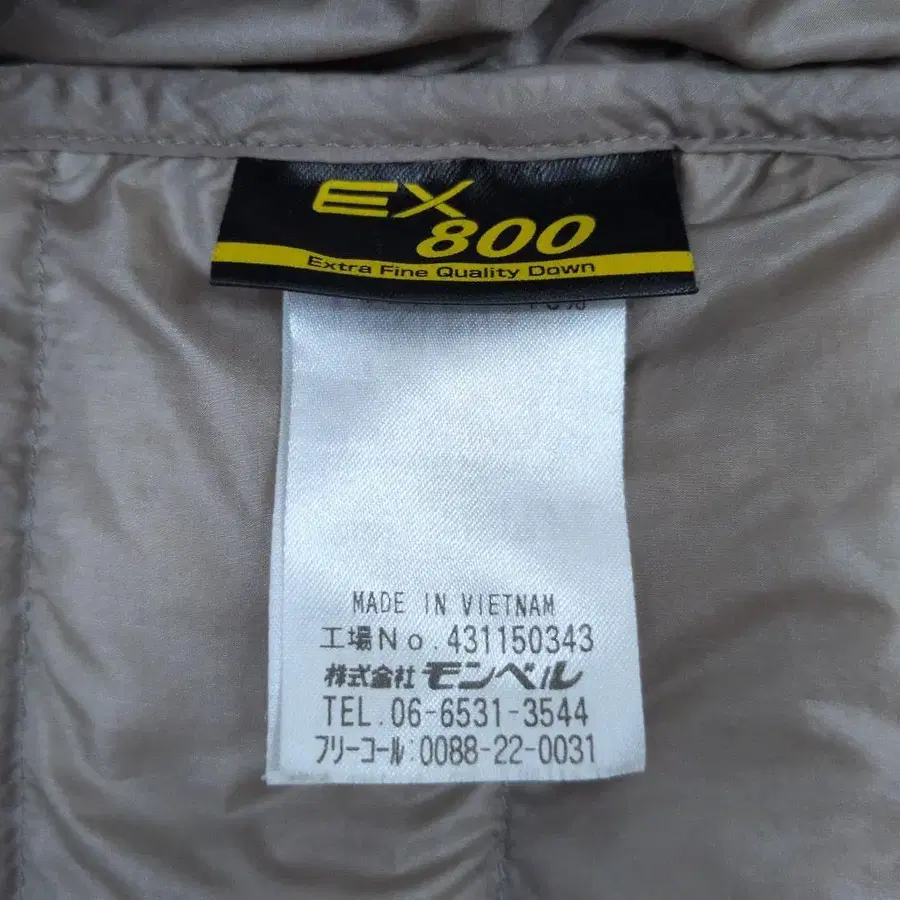 EX
800
Extra Fine Quality Down
MADE IN VIETNAM
工場No.431150343
株式会社 モンベル
TEL.06-6531-3544
フリーコール:0088-22-0031